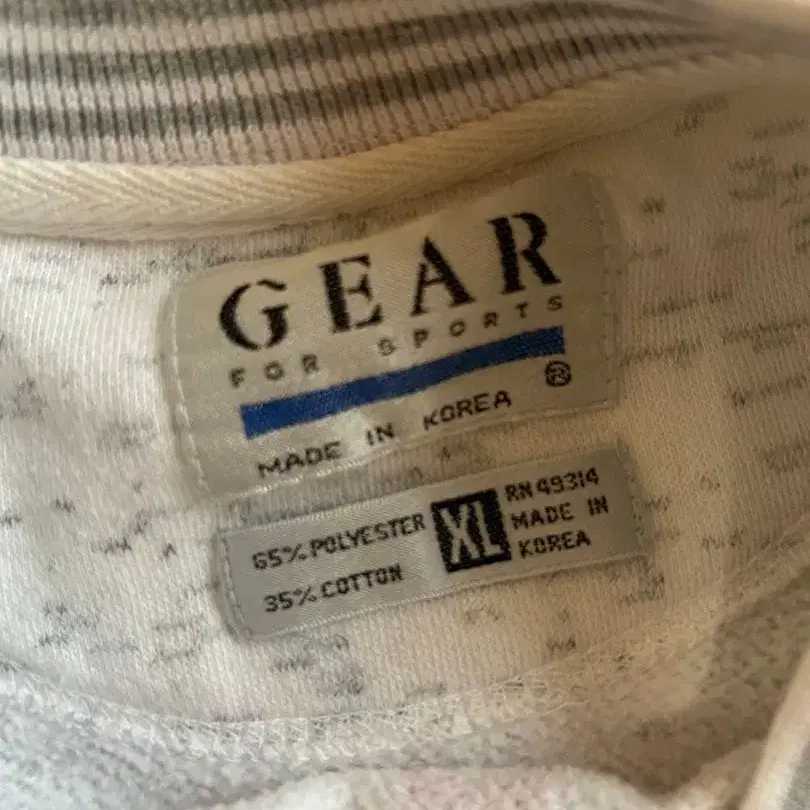 GEAR
FOR SPORTS
®
MADE IN KOREA
65% POLYESTER
35% COTTON
XL
RN 49314
MADE IN
KOREA